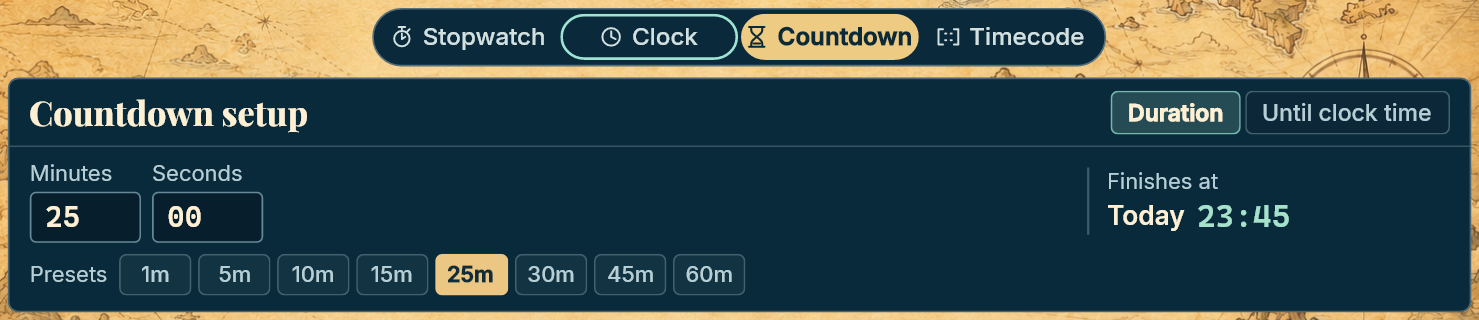 Stopwatch Clock Countdown Timecode
Countdown setup Duration Until clock time
Minutes Seconds Finishes at
25 00 Today 23:45
Presets 1m 5m 10m 15m 25m 30m 45m 60m